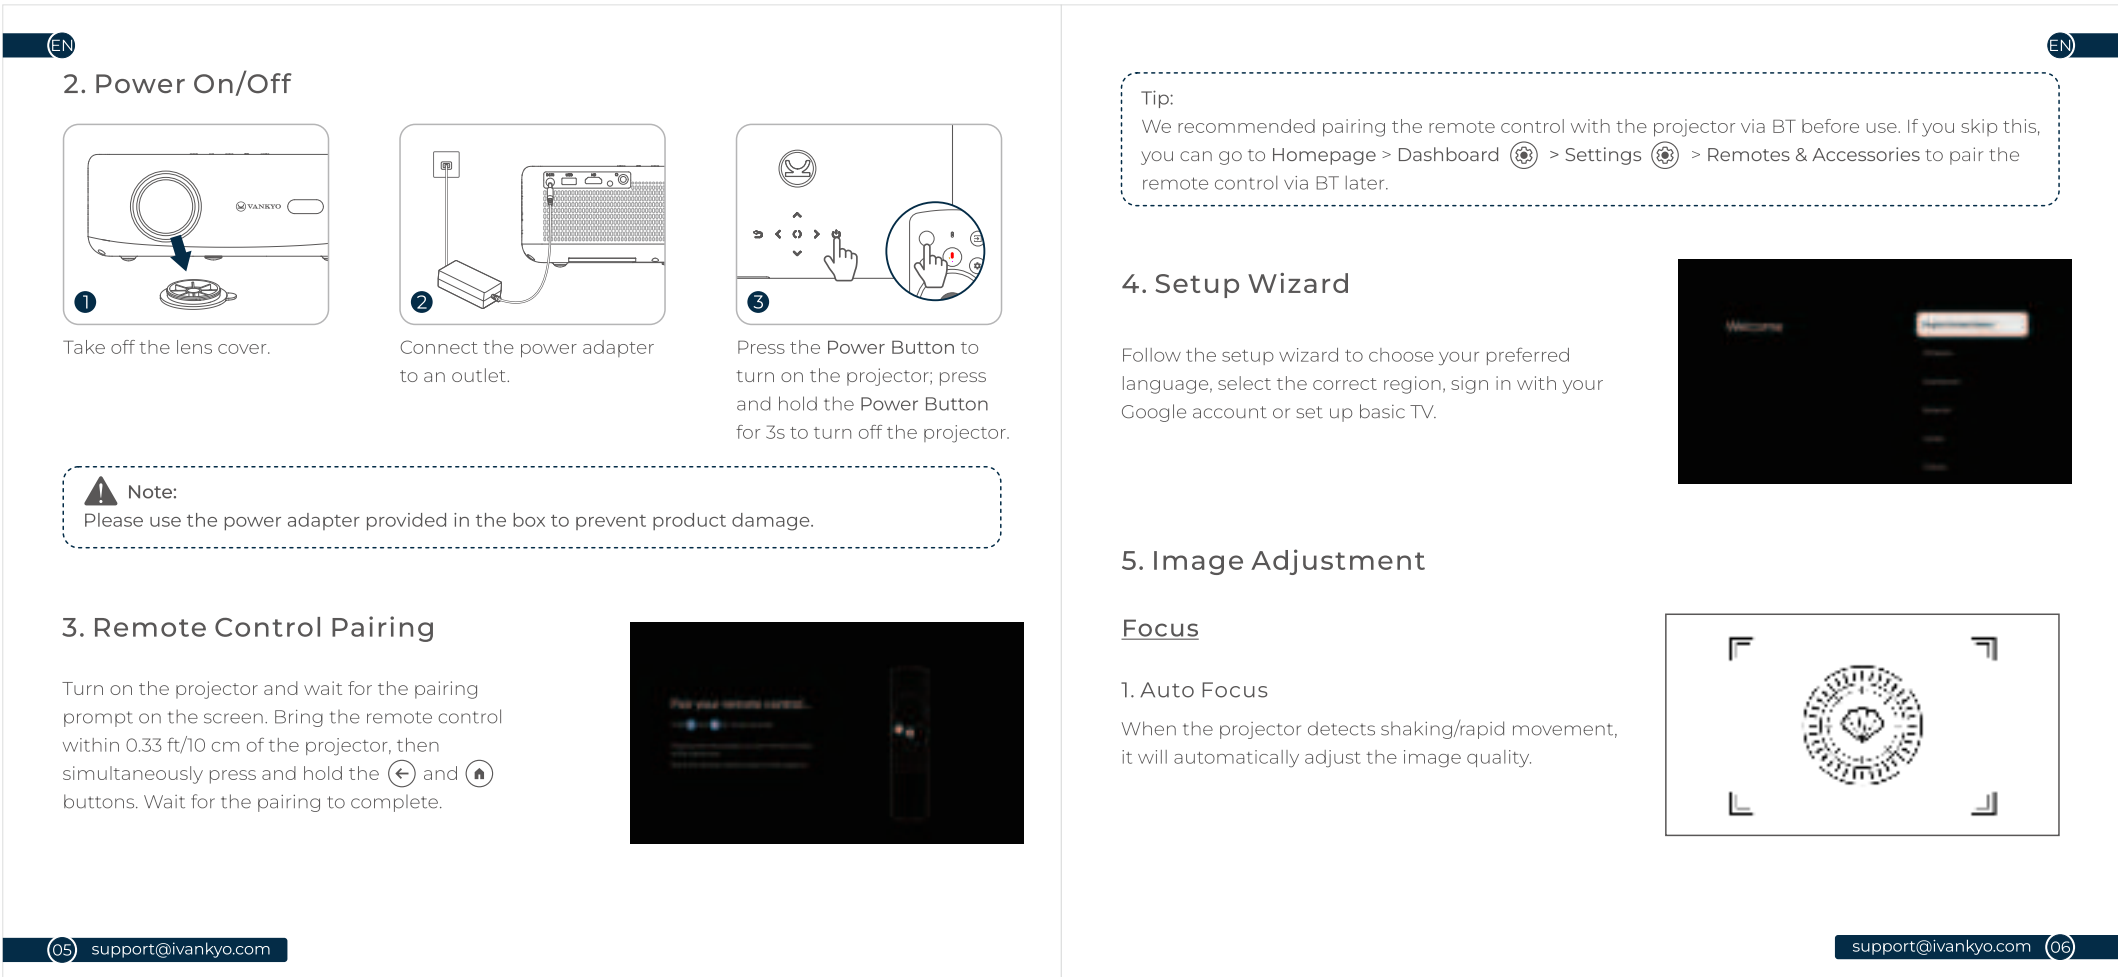 EN
2. Power On/Off
VANKYO
1
2
3
Take off the lens cover.
Connect the power adapter
to an outlet.
Press the Power Button to
turn on the projector; press
and hold the Power Button
for 3s to turn off the projector.
Note:
Please use the power adapter provided in the box to prevent product damage.
3. Remote Control Pairing
Turn on the projector and wait for the pairing
prompt on the screen. Bring the remote control
within 0.33 ft/10 cm of the projector, then
simultaneously press and hold the and
buttons. Wait for the pairing to complete.
Pair your remote control...
05 support@ivankyo.com
EN
Tip:
We recommended pairing the remote control with the projector via BT before use. If you skip this,
you can go to Homepage > Dashboard > Settings > Remotes & Accessories to pair the
remote control via BT later.
4. Setup Wizard
Follow the setup wizard to choose your preferred
language, select the correct region, sign in with your
Google account or set up basic TV.
Welcome
5. Image Adjustment
Focus
1. Auto Focus
When the projector detects shaking/rapid movement,
it will automatically adjust the image quality.
support@ivankyo.com 06